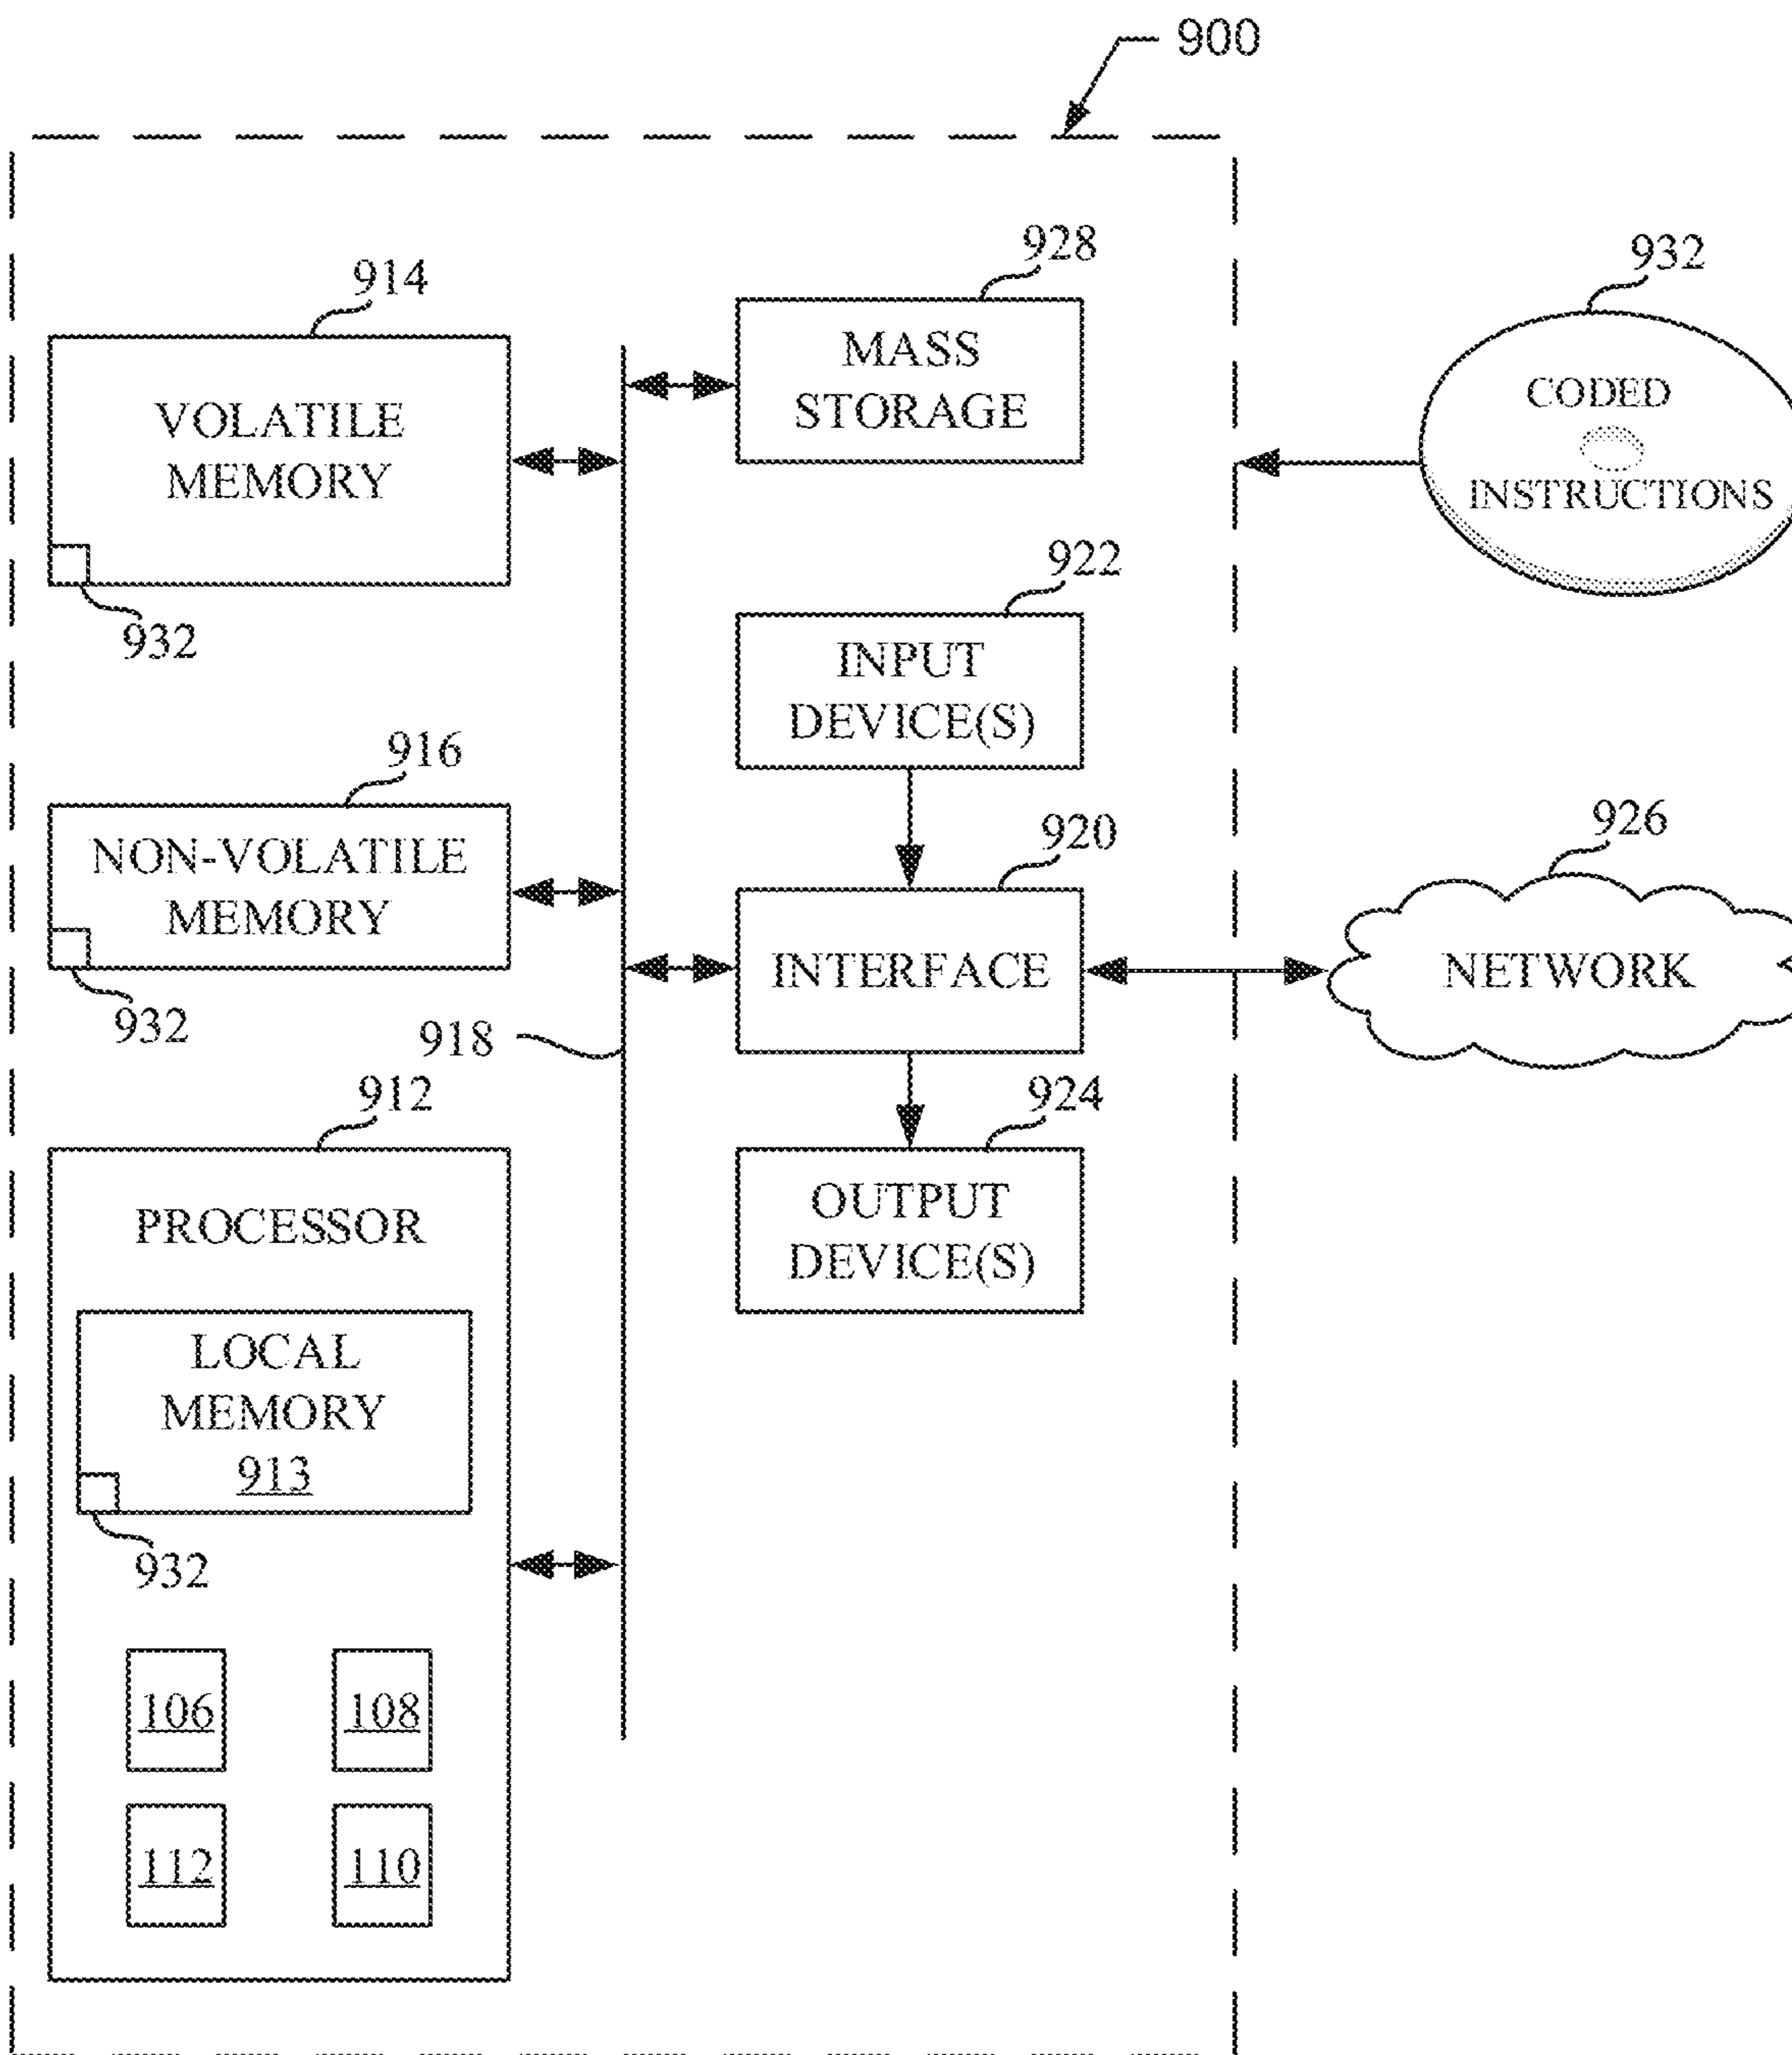 900
928
914
932
MASS
STORAGE
VOLATILE
MEMORY
CODED
INSTRUCTIONS
932
922
INPUT
DEVICE(S)
916
920
926
NON-VOLATILE
MEMORY
INTERFACE
NETWORK
932
918
912
924
PROCESSOR
OUTPUT
DEVICE(S)
LOCAL
MEMORY
913
932
106
108
112
110